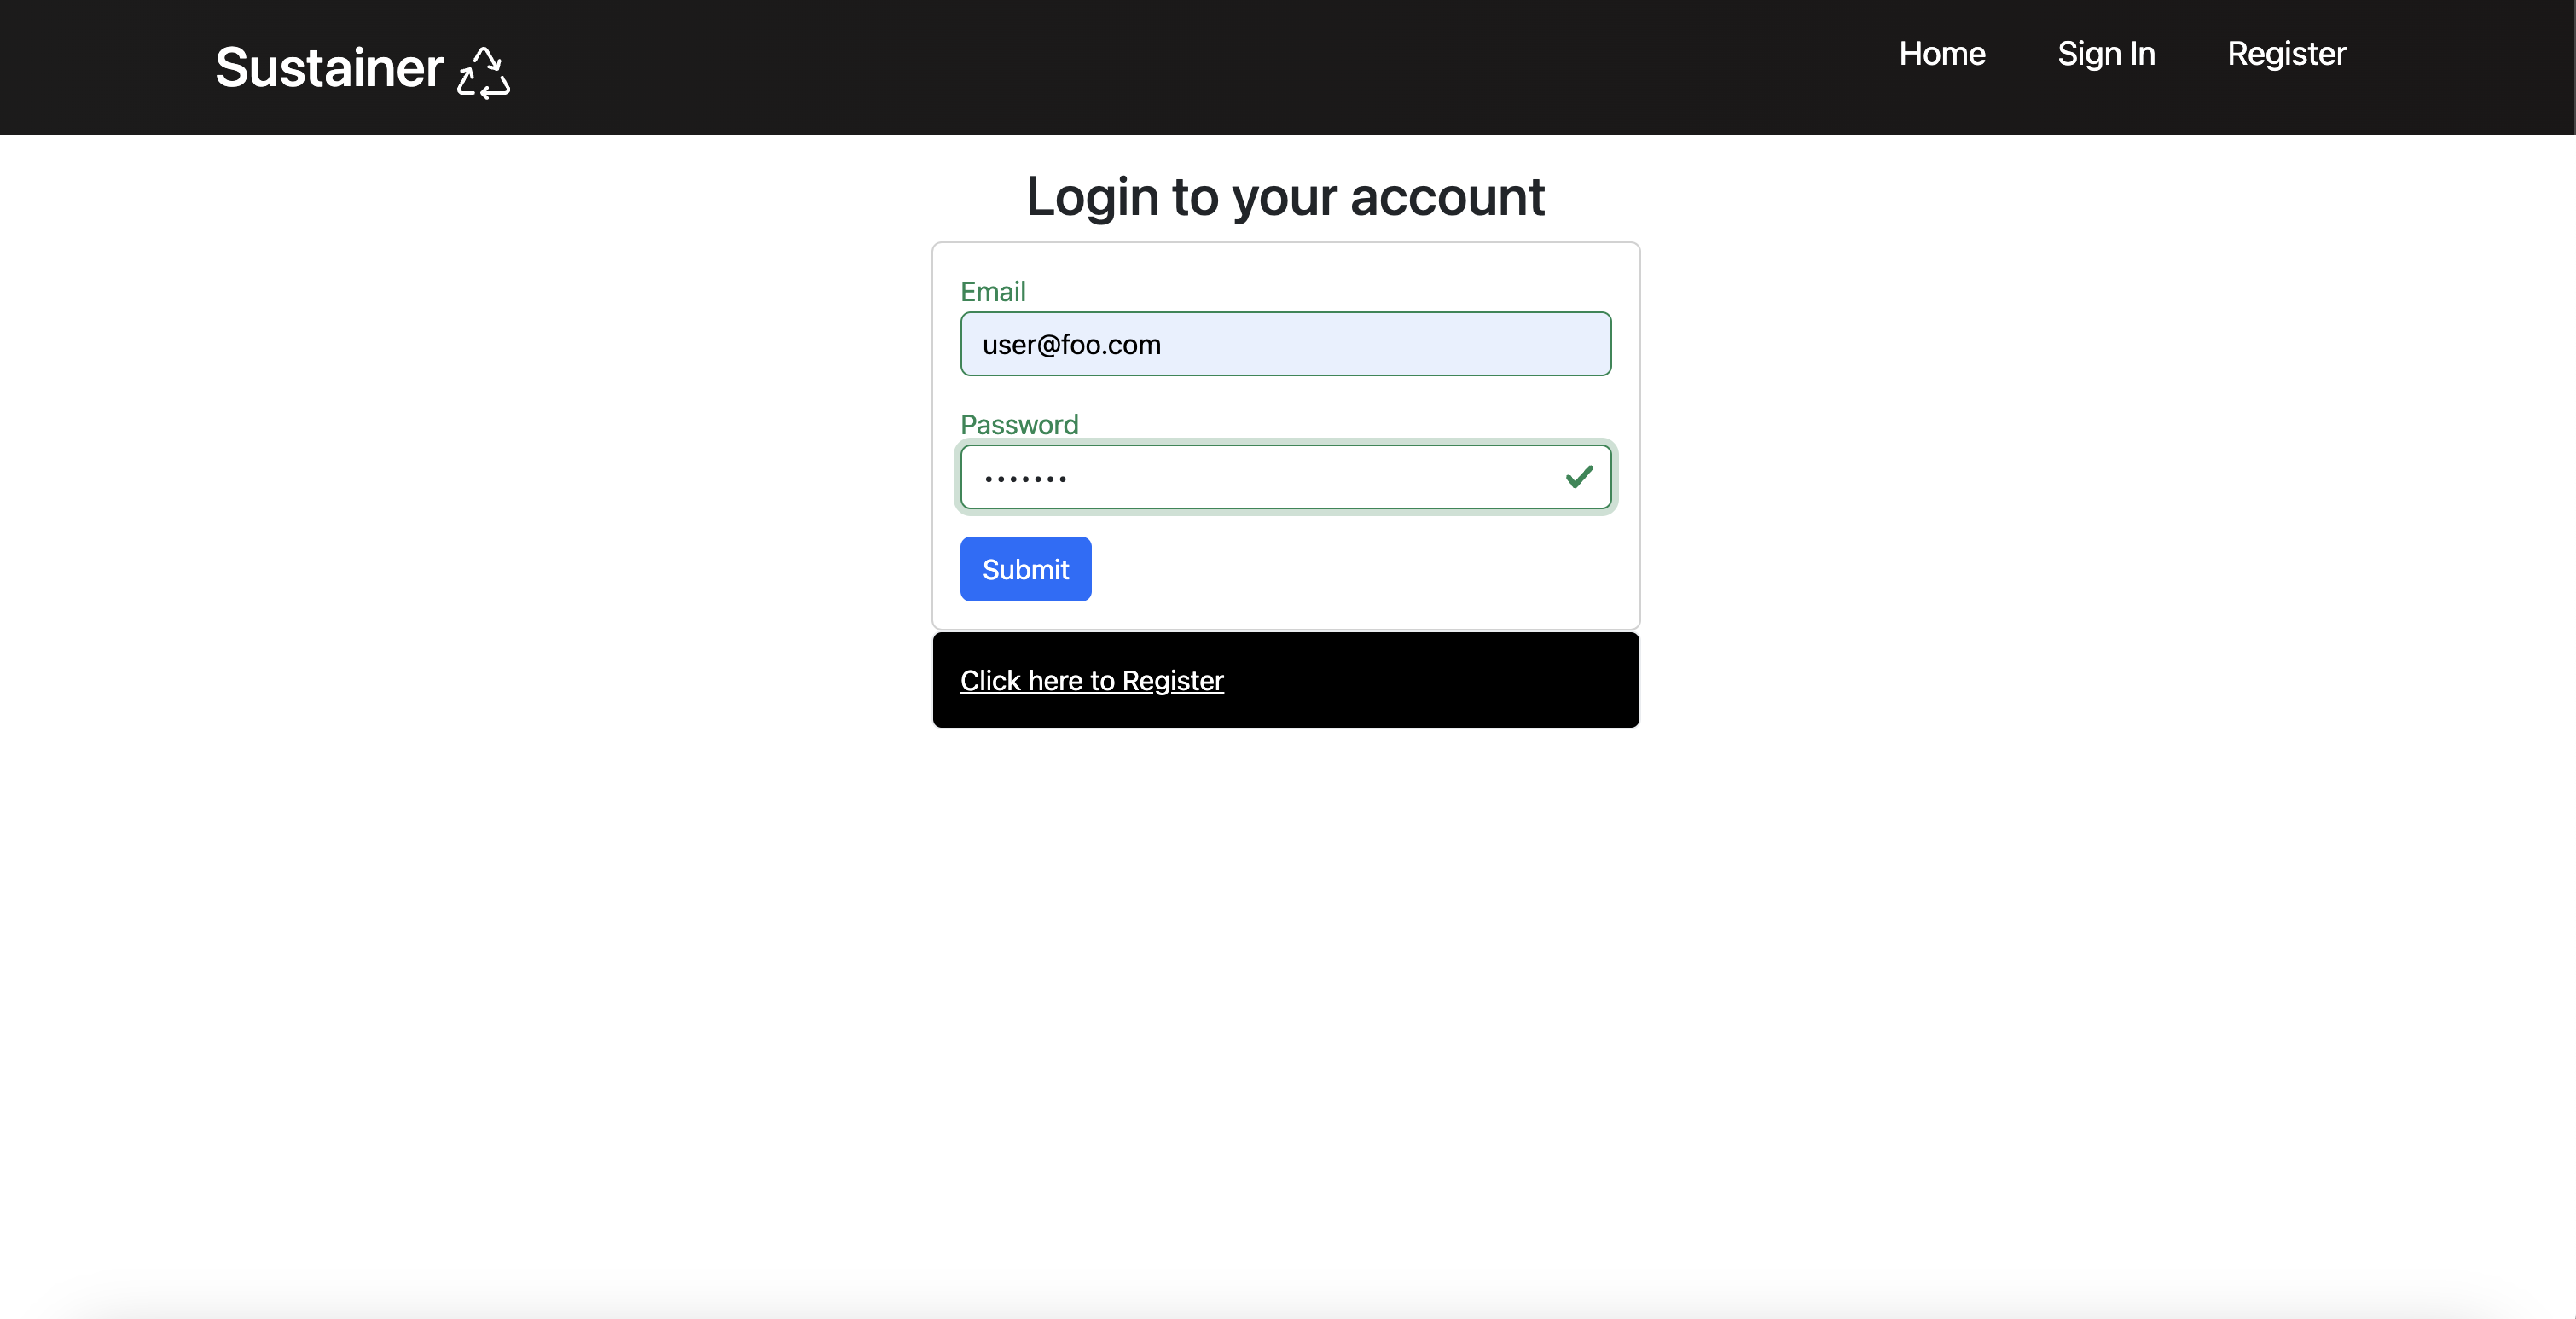 Sustainer
Home Sign In Register
Login to your account
Email
user@foo.com
Password
•••••••
Submit
Click here to Register